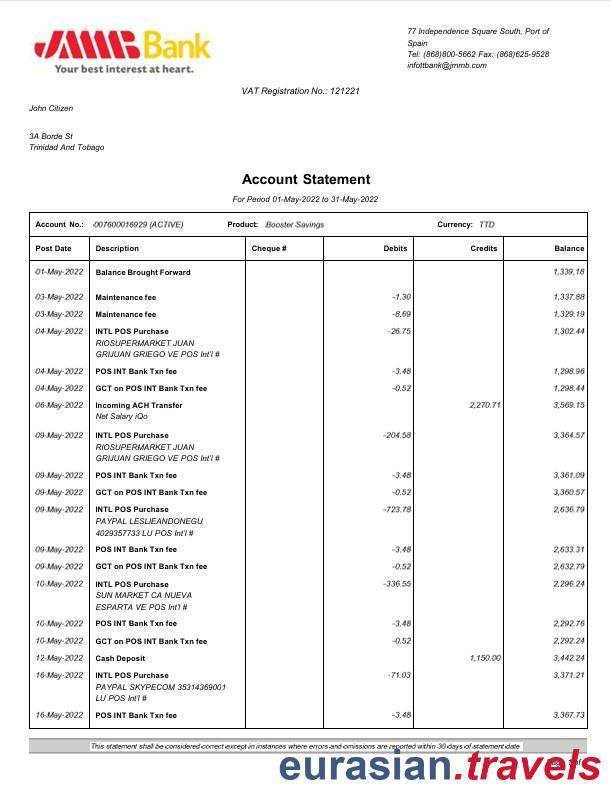 JMMB Bank
Your best interest at heart.
77 Independence Square South, Port of
Spain
Tel: (868)800-5662 Fax: (868)625-9528
infottbank@jmmb.com
VAT Registration No.: 121221
John Citizen
3A Borde St
Trinidad And Tobago
Account Statement
For Period 01-May-2022 to 31-May-2022
Account No.: 007600016929 (ACTIVE) Product: Booster Savings Currency: TTD
Post Date Description Cheque # Debits Credits Balance
01-May-2022 Balance Brought Forward 1,339.18
03-May-2022 Maintenance fee -1.30 1,337.88
03-May-2022 Maintenance fee -8.69 1,329.19
04-May-2022 INTL POS Purchase -26.75 1,302.44
RIOSUPERMARKET JUAN
GRIJUAN GRIEGO VE POS Int'l #
04-May-2022 POS INT Bank Txn fee -3.48 1,298.96
04-May-2022 GCT on POS INT Bank Txn fee -0.52 1,298.44
06-May-2022 Incoming ACH Transfer 2,270.71 3,569.15
Net Salary iQo
09-May-2022 INTL POS Purchase -204.58 3,364.57
RIOSUPERMARKET JUAN
GRIJUAN GRIEGO VE POS Int'l #
09-May-2022 POS INT Bank Txn fee -3.48 3,361.09
09-May-2022 GCT on POS INT Bank Txn fee -0.52 3,360.57
09-May-2022 INTL POS Purchase -723.78 2,636.79
PAYPAL LESLIEANDONEGU
4029357733 LU POS Int'l #
09-May-2022 POS INT Bank Txn fee -3.48 2,633.31
09-May-2022 GCT on POS INT Bank Txn fee -0.52 2,632.79
10-May-2022 INTL POS Purchase -336.55 2,296.24
SUN MARKET CA NUEVA
ESPARTA VE POS Int'l #
10-May-2022 POS INT Bank Txn fee -3.48 2,292.76
10-May-2022 GCT on POS INT Bank Txn fee -0.52 2,292.24
12-May-2022 Cash Deposit 1,150.00 3,442.24
16-May-2022 INTL POS Purchase -71.03 3,371.21
PAYPAL SKYPECOM 35314369001
LU POS Int'l #
16-May-2022 POS INT Bank Txn fee -3.48 3,367.73
This statement shall be considered correct except in instances where errors and omissions are reported within 30 days of statement date
eurasian.travels